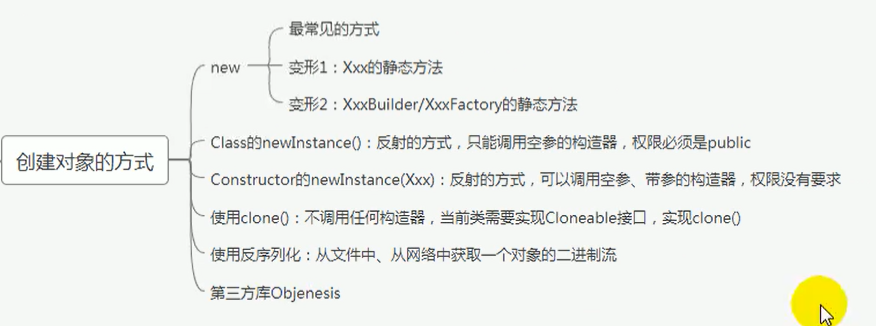 最常见的方式
new
变形1：Xxx的静态方法
变形2：XxxBuilder/XxxFactory的静态方法
创建对象的方式
Class的newInstance()：反射的方式，只能调用空参的构造器，权限必须是public
Constructor的newInstance(Xxx)：反射的方式，可以调用空参、带参的构造器，权限没有要求
使用clone()：不调用任何构造器，当前类需要实现Cloneable接口，实现clone()
使用反序列化：从文件中、从网络中获取一个对象的二进制流
第三方库Objenesis